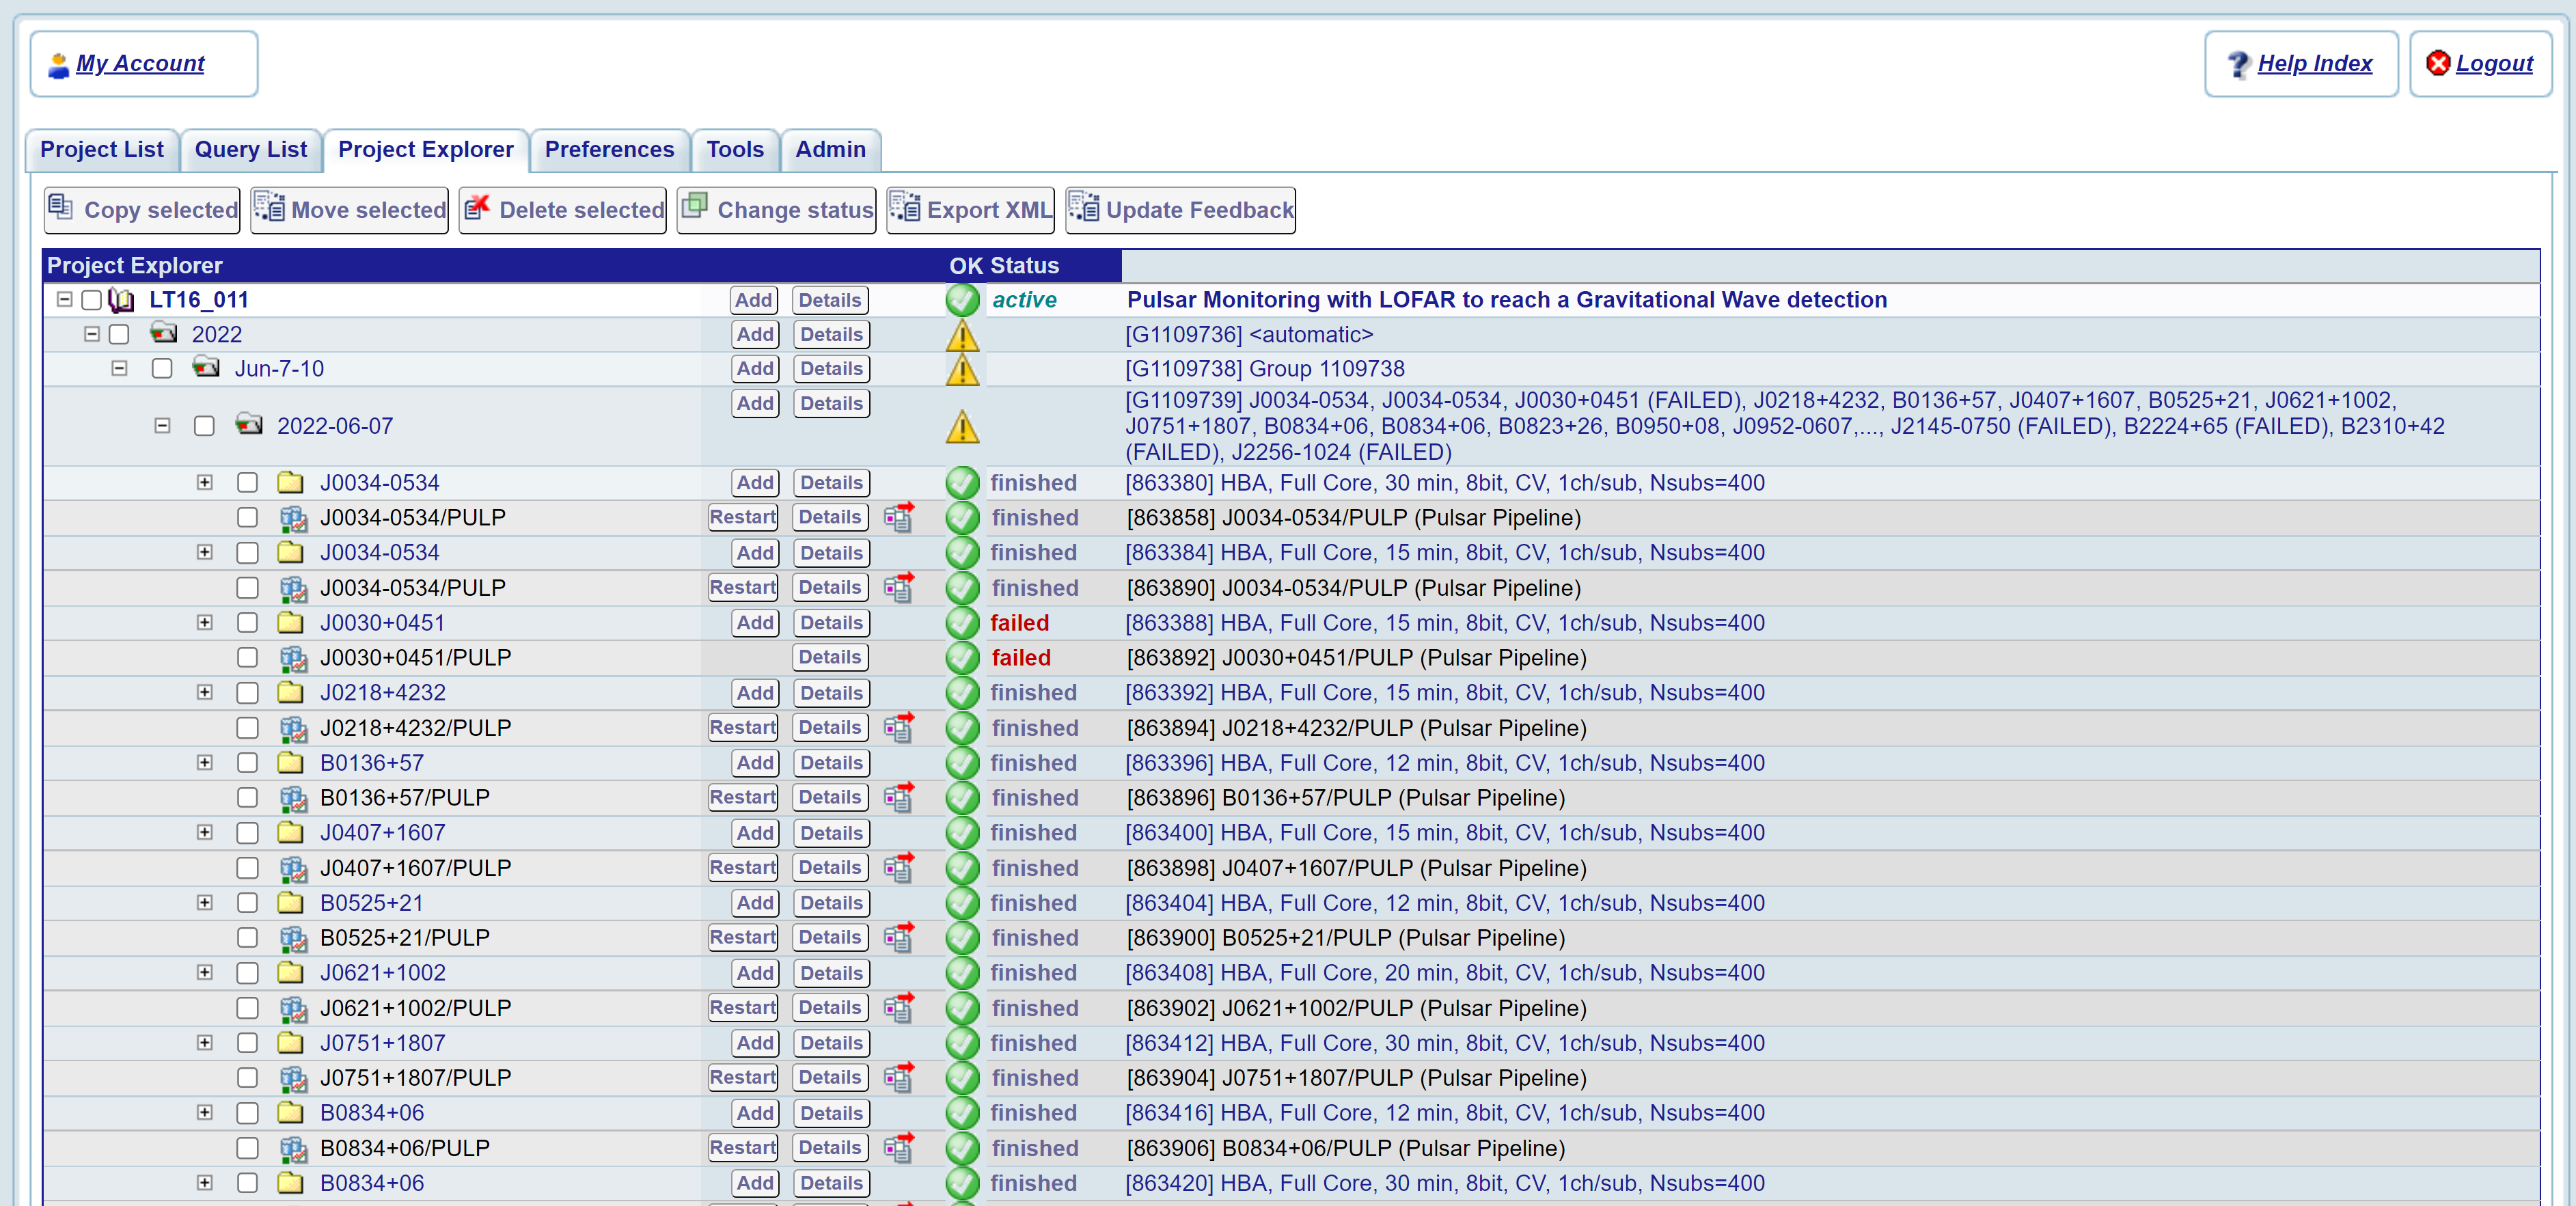 My Account
Help Index
Logout
Project List Query List Project Explorer Preferences Tools Admin
Copy selected Move selected Delete selected Change status Export XML Update Feedback
Project Explorer OK Status
LT16_011 Add Details active Pulsar Monitoring with LOFAR to reach a Gravitational Wave detection
2022 Add Details [G1109736] <automatic>
Jun-7-10 Add Details [G1109738] Group 1109738
2022-06-07 Add Details [G1109739] J0034-0534, J0034-0534, J0030+0451 (FAILED), J0218+4232, B0136+57, J0407+1607, B0525+21, J0621+1002,
J0751+1807, B0834+06, B0834+06, B0823+26, B0950+08, J0952-0607,..., J2145-0750 (FAILED), B2224+65 (FAILED), B2310+42
(FAILED), J2256-1024 (FAILED)
J0034-0534 Add Details finished [863380] HBA, Full Core, 30 min, 8bit, CV, 1ch/sub, Nsubs=400
J0034-0534/PULP Restart Details finished [863858] J0034-0534/PULP (Pulsar Pipeline)
J0034-0534 Add Details finished [863384] HBA, Full Core, 15 min, 8bit, CV, 1ch/sub, Nsubs=400
J0034-0534/PULP Restart Details finished [863890] J0034-0534/PULP (Pulsar Pipeline)
J0030+0451 Add Details failed [863388] HBA, Full Core, 15 min, 8bit, CV, 1ch/sub, Nsubs=400
J0030+0451/PULP Details failed [863892] J0030+0451/PULP (Pulsar Pipeline)
J0218+4232 Add Details finished [863392] HBA, Full Core, 15 min, 8bit, CV, 1ch/sub, Nsubs=400
J0218+4232/PULP Restart Details finished [863894] J0218+4232/PULP (Pulsar Pipeline)
B0136+57 Add Details finished [863396] HBA, Full Core, 12 min, 8bit, CV, 1ch/sub, Nsubs=400
B0136+57/PULP Restart Details finished [863896] B0136+57/PULP (Pulsar Pipeline)
J0407+1607 Add Details finished [863400] HBA, Full Core, 15 min, 8bit, CV, 1ch/sub, Nsubs=400
J0407+1607/PULP Restart Details finished [863898] J0407+1607/PULP (Pulsar Pipeline)
B0525+21 Add Details finished [863404] HBA, Full Core, 12 min, 8bit, CV, 1ch/sub, Nsubs=400
B0525+21/PULP Restart Details finished [863900] B0525+21/PULP (Pulsar Pipeline)
J0621+1002 Add Details finished [863408] HBA, Full Core, 20 min, 8bit, CV, 1ch/sub, Nsubs=400
J0621+1002/PULP Restart Details finished [863902] J0621+1002/PULP (Pulsar Pipeline)
J0751+1807 Add Details finished [863412] HBA, Full Core, 30 min, 8bit, CV, 1ch/sub, Nsubs=400
J0751+1807/PULP Restart Details finished [863904] J0751+1807/PULP (Pulsar Pipeline)
B0834+06 Add Details finished [863416] HBA, Full Core, 12 min, 8bit, CV, 1ch/sub, Nsubs=400
B0834+06/PULP Restart Details finished [863906] B0834+06/PULP (Pulsar Pipeline)
B0834+06 Add Details finished [863420] HBA, Full Core, 30 min, 8bit, CV, 1ch/sub, Nsubs=400